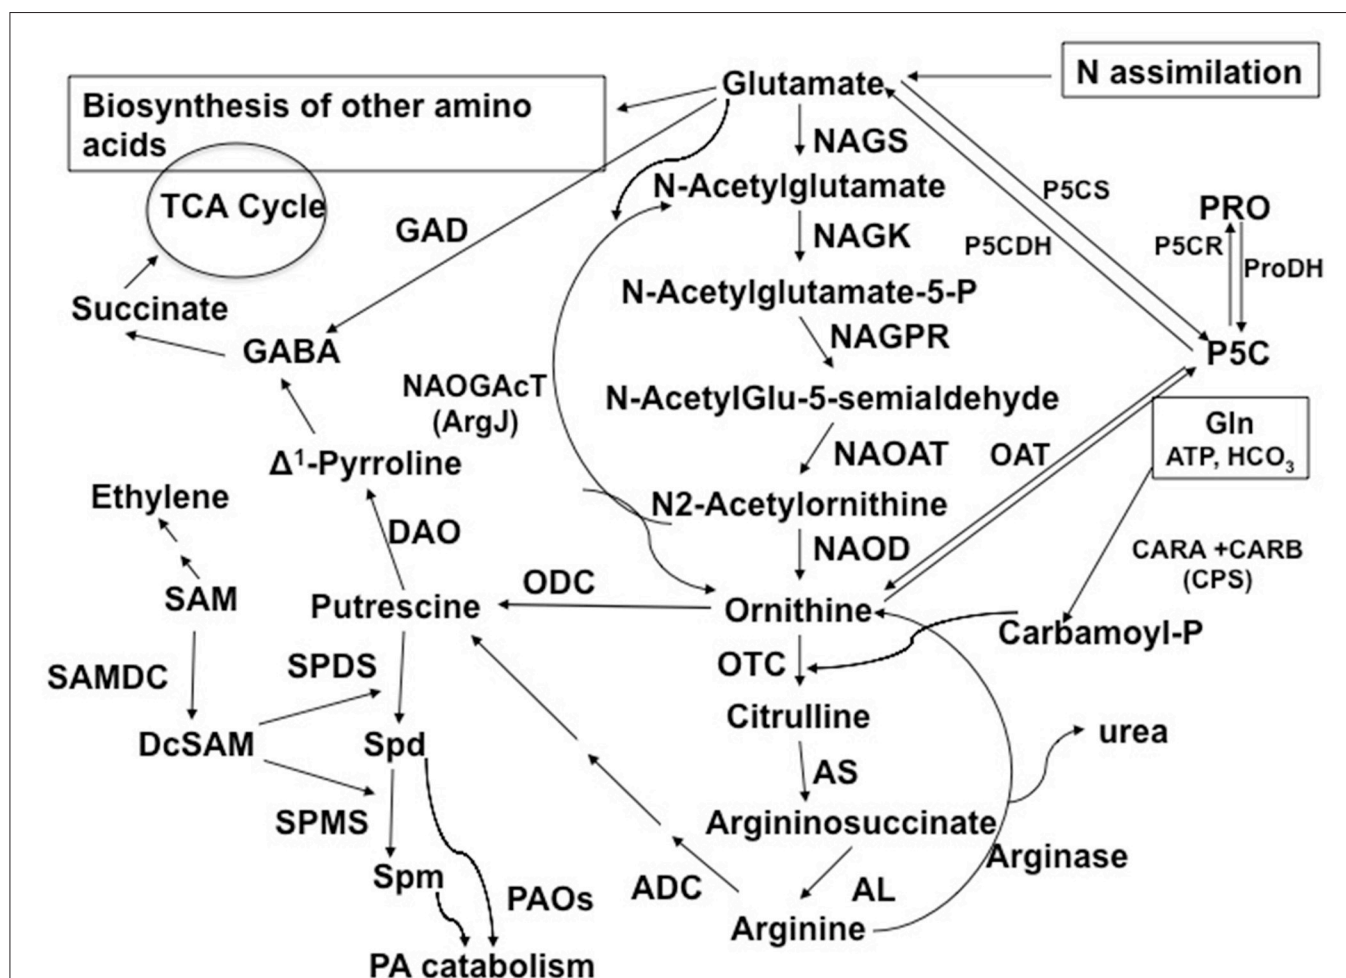 Glutamate
N assimilation
Biosynthesis of other amino
acids
NAGS
N-Acetylglutamate
P5CS
TCA Cycle
PRO
GAD
NAGK
P5CDH
P5CR
ProDH
Succinate
N-Acetylglutamate-5-P
GABA
NAGPR
P5C
NAOGAcT
(ArgJ)
N-AcetylGlu-5-semialdehyde
Gln
ATP, HCO₃
Δ¹-Pyrroline
NAOAT
OAT
Ethylene
N2-Acetylornithine
DAO
NAOD
CARA +CARB
(CPS)
SAM
Putrescine
ODC
Ornithine
Carbamoyl-P
SAMDC
SPDS
OTC
Citrulline
urea
DcSAM
Spd
AS
SPMS
Argininosuccinate
Arginase
Spm
PAOs
ADC
AL
Arginine
PA catabolism